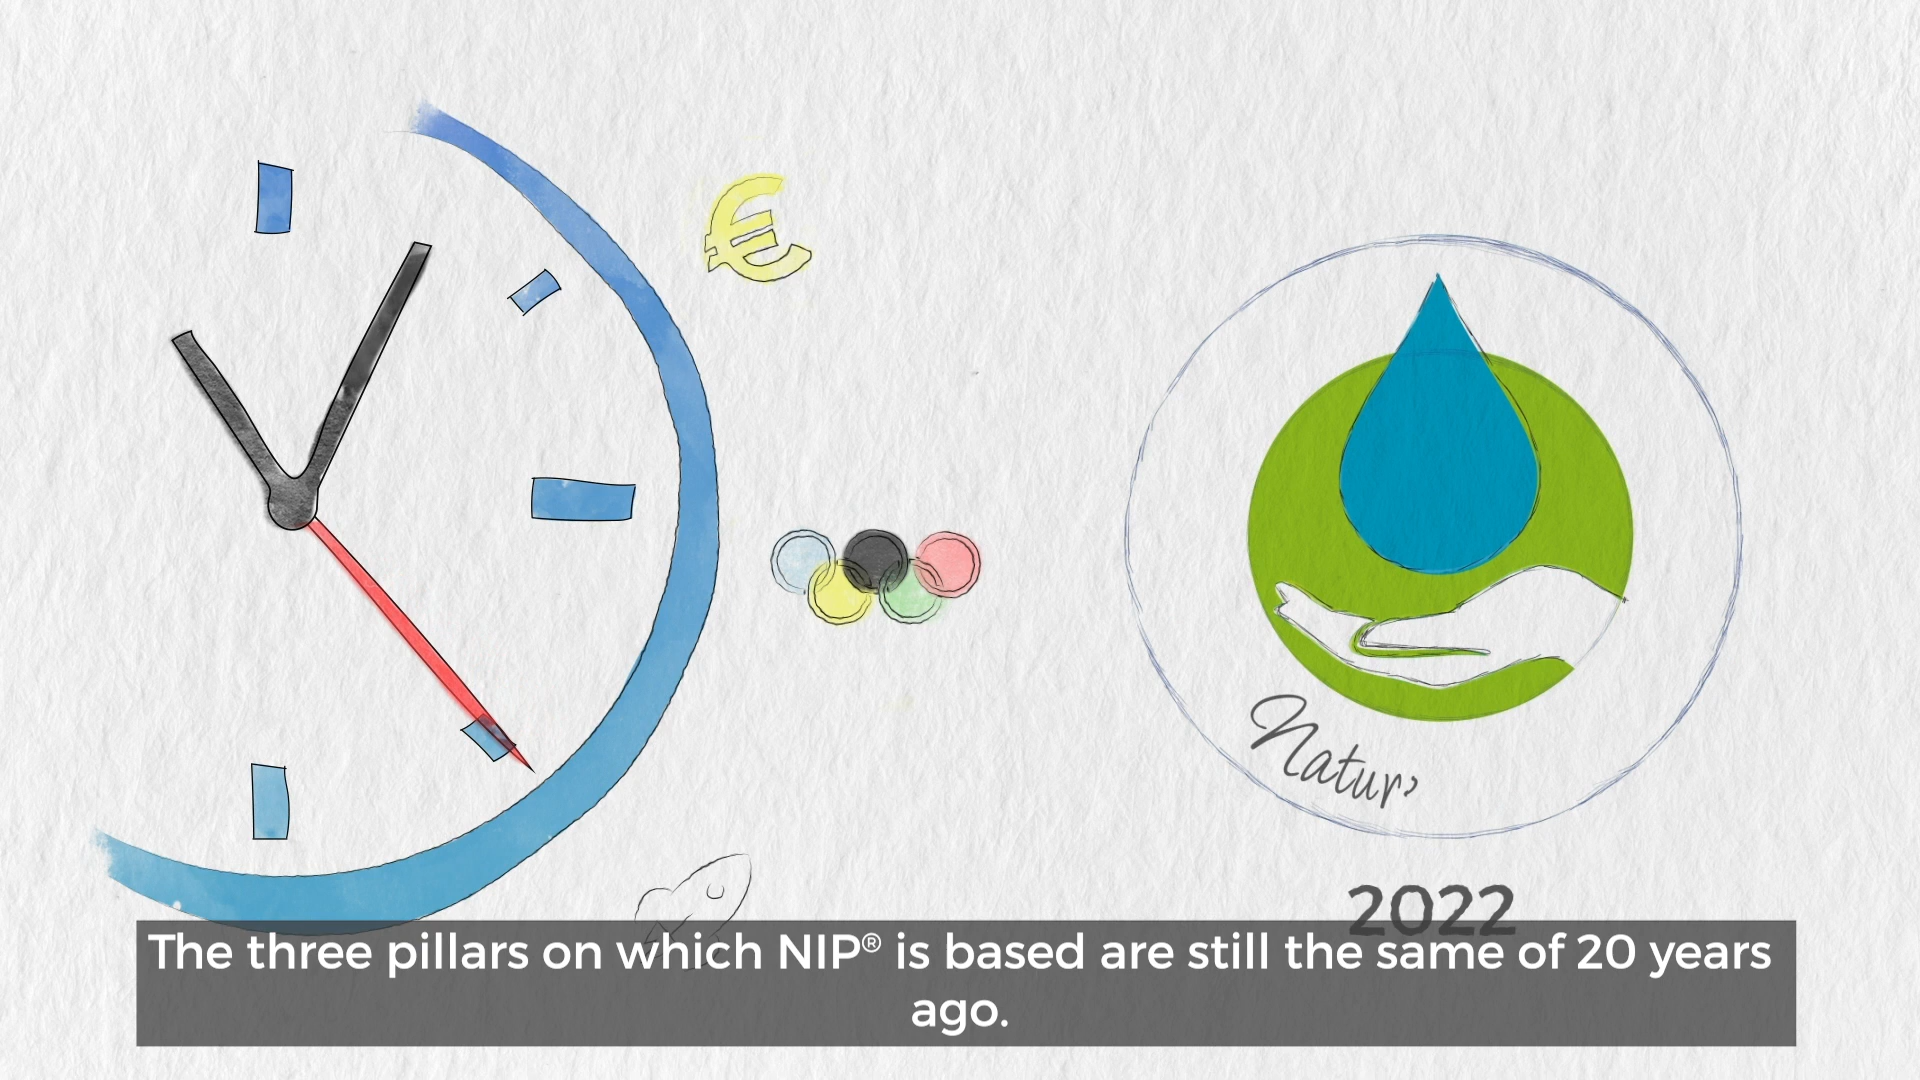 €
Natur
2022
The three pillars on which NIP® is based are still the same of 20 years
ago.